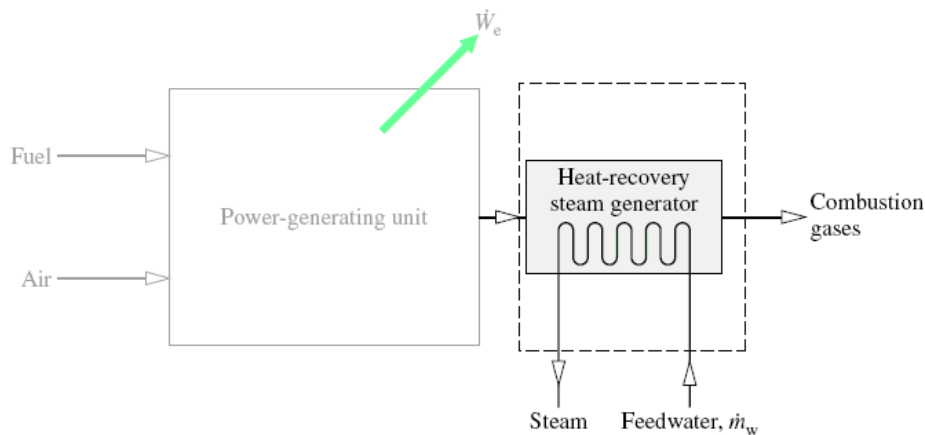 Ẇe
Fuel
Power-generating unit
Air
Heat-recovery
steam generator
Combustion
gases
Steam
Feedwater, ṁw